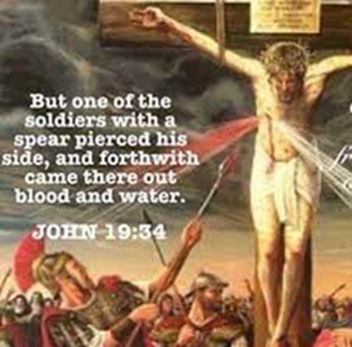 But one of the
soldiers with a
spear pierced his
side, and forthwith
came there out
blood and water.
JOHN 19:34